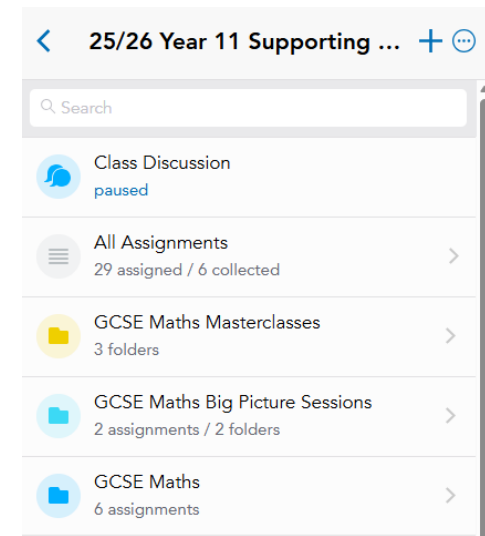 25/26 Year 11 Supporting ...
Search
Class Discussion
paused
All Assignments
29 assigned / 6 collected
GCSE Maths Masterclasses
3 folders
GCSE Maths Big Picture Sessions
2 assignments / 2 folders
GCSE Maths
6 assignments